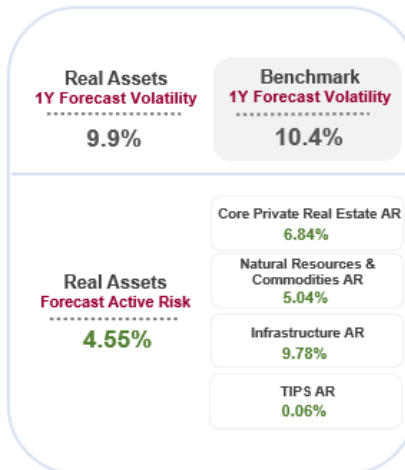 Real Assets
1Y Forecast Volatility
9.9%
Benchmark
1Y Forecast Volatility
10.4%
Real Assets
Forecast Active Risk
4.55%
Core Private Real Estate AR
6.84%
Natural Resources &
Commodities AR
5.04%
Infrastructure AR
9.78%
TIPS AR
0.06%